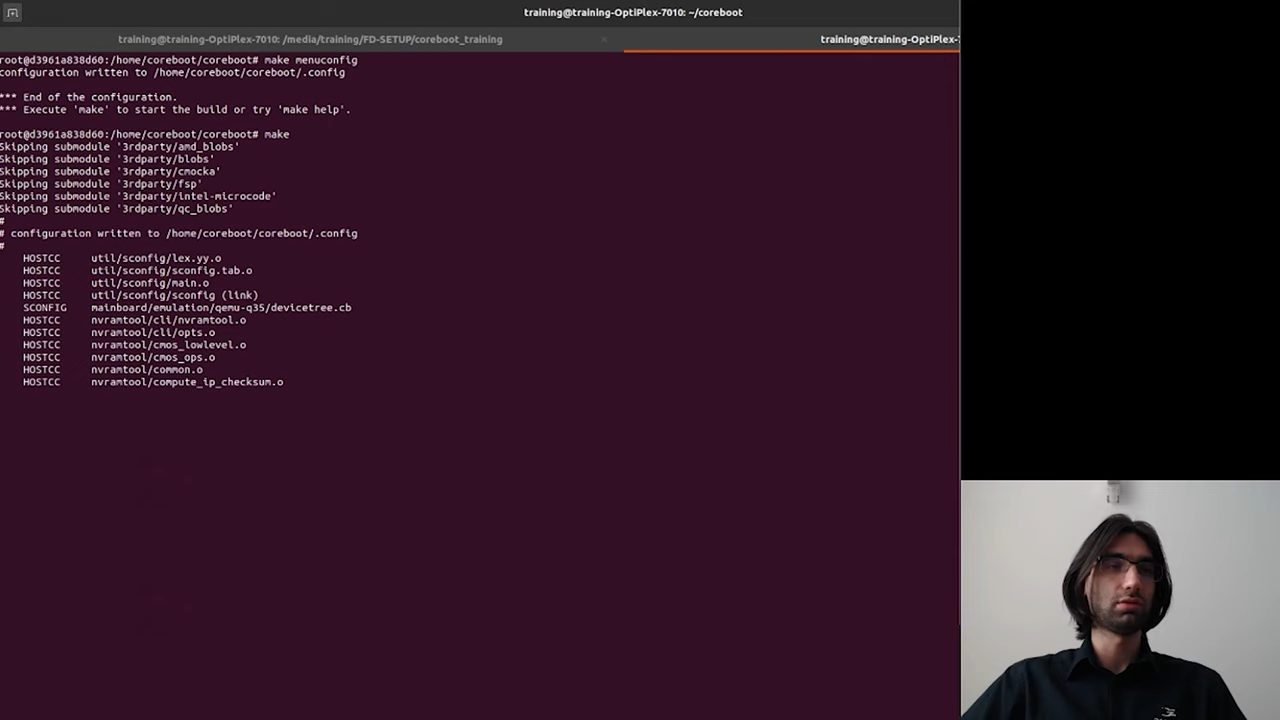 training@training-OptiPlex-7010: ~/coreboot
training@training-OptiPlex-7010: /media/training/FD-SETUP/coreboot_training
training@training-OptiPlex-7
root@d3961a838d60:/home/coreboot/coreboot# make menuconfig
configuration written to /home/coreboot/coreboot/.config
*** End of the configuration.
*** Execute 'make' to start the build or try 'make help'.
root@d3961a838d60:/home/coreboot/coreboot# make
Skipping submodule '3rdparty/amd_blobs'
Skipping submodule '3rdparty/blobs'
Skipping submodule '3rdparty/cmocka'
Skipping submodule '3rdparty/fsp'
Skipping submodule '3rdparty/intel-microcode'
Skipping submodule '3rdparty/qc_blobs'
#
# configuration written to /home/coreboot/coreboot/.config
#
HOSTCC util/sconfig/lex.yy.o
HOSTCC util/sconfig/sconfig.tab.o
HOSTCC util/sconfig/main.o
HOSTCC util/sconfig/sconfig (link)
SCONFIG mainboard/emulation/qemu-q35/devicetree.cb
HOSTCC nvramtool/cli/nvramtool.o
HOSTCC nvramtool/cli/opts.o
HOSTCC nvramtool/cmos_lowlevel.o
HOSTCC nvramtool/cmos_ops.o
HOSTCC nvramtool/common.o
HOSTCC nvramtool/compute_ip_checksum.o